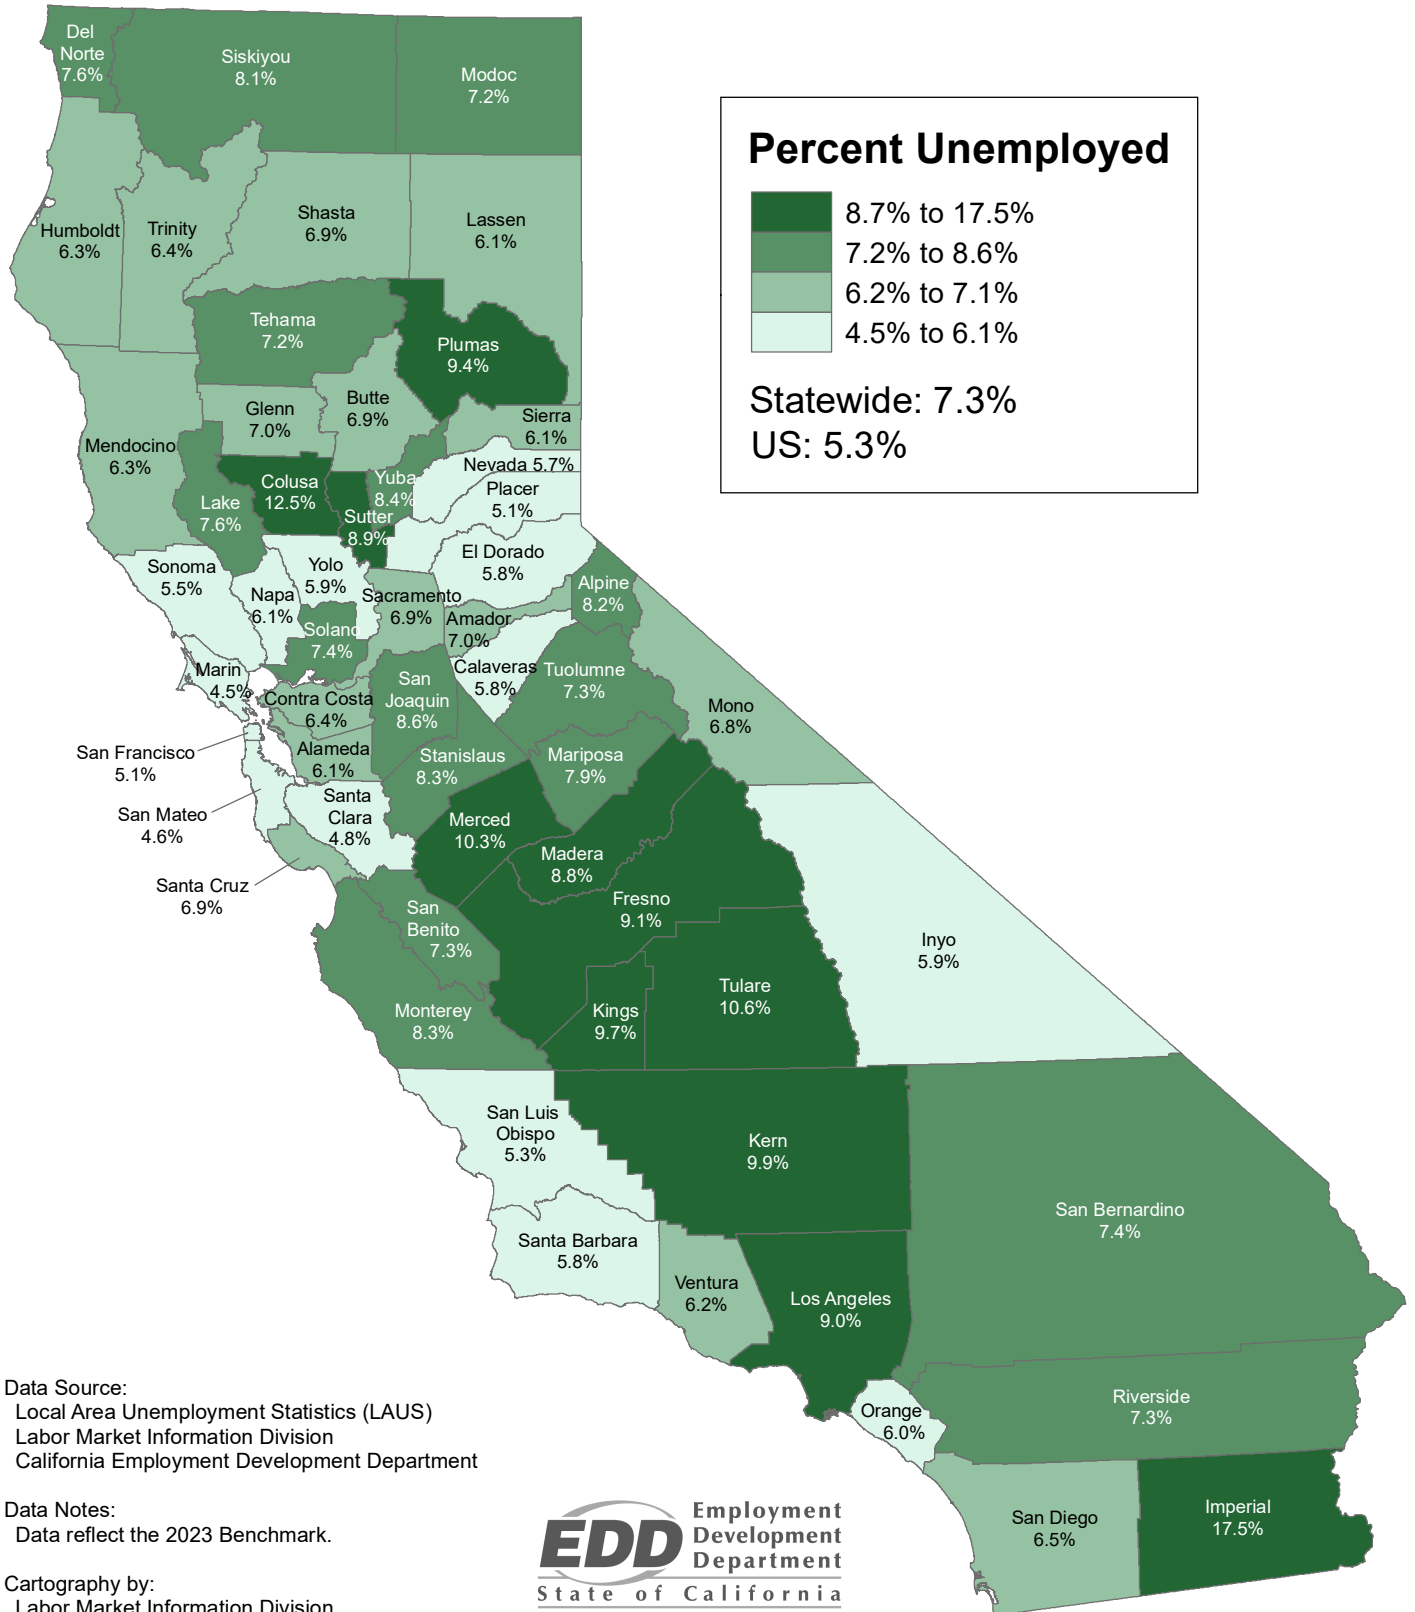 Del
Norte
7.6%
Siskiyou
8.1%
Modoc
7.2%
Percent Unemployed
8.7% to 17.5%
7.2% to 8.6%
6.2% to 7.1%
4.5% to 6.1%
Statewide: 7.3%
US: 5.3%
Humboldt
6.3%
Trinity
6.4%
Shasta
6.9%
Lassen
6.1%
Tehama
7.2%
Plumas
9.4%
Mendocino
6.3%
Glenn
7.0%
Butte
6.9%
Sierra
6.1%
Nevada 5.7%
Placer
5.1%
Lake
7.6%
Colusa
12.5%
Sutter
8.9%
Yuba
8.4%
El Dorado
5.8%
Sonoma
5.5%
Napa
6.1%
Yolo
5.9%
Sacramento
6.9%
Amador
7.0%
Alpine
8.2%
Solano
7.4%
Marin
4.5%
Contra Costa
6.4%
San
Joaquin
8.6%
Calaveras
5.8%
Tuolumne
7.3%
Mono
6.8%
San Francisco
5.1%
Alameda
6.1%
Stanislaus
8.3%
Mariposa
7.9%
San Mateo
4.6%
Santa
Clara
4.8%
Merced
10.3%
Madera
8.8%
Santa Cruz
6.9%
San
Benito
7.3%
Fresno
9.1%
Inyo
5.9%
Monterey
8.3%
Kings
9.7%
Tulare
10.6%
San Luis
Obispo
5.3%
Kern
9.9%
San Bernardino
7.4%
Santa Barbara
5.8%
Ventura
6.2%
Los Angeles
9.0%
Orange
6.0%
Riverside
7.3%
San Diego
6.5%
Imperial
17.5%
Data Source:
Local Area Unemployment Statistics (LAUS)
Labor Market Information Division
California Employment Development Department
Data Notes:
Data reflect the 2023 Benchmark.
Cartography by:
Labor Market Information Division
EDD
Employment
Development
Department
State of California